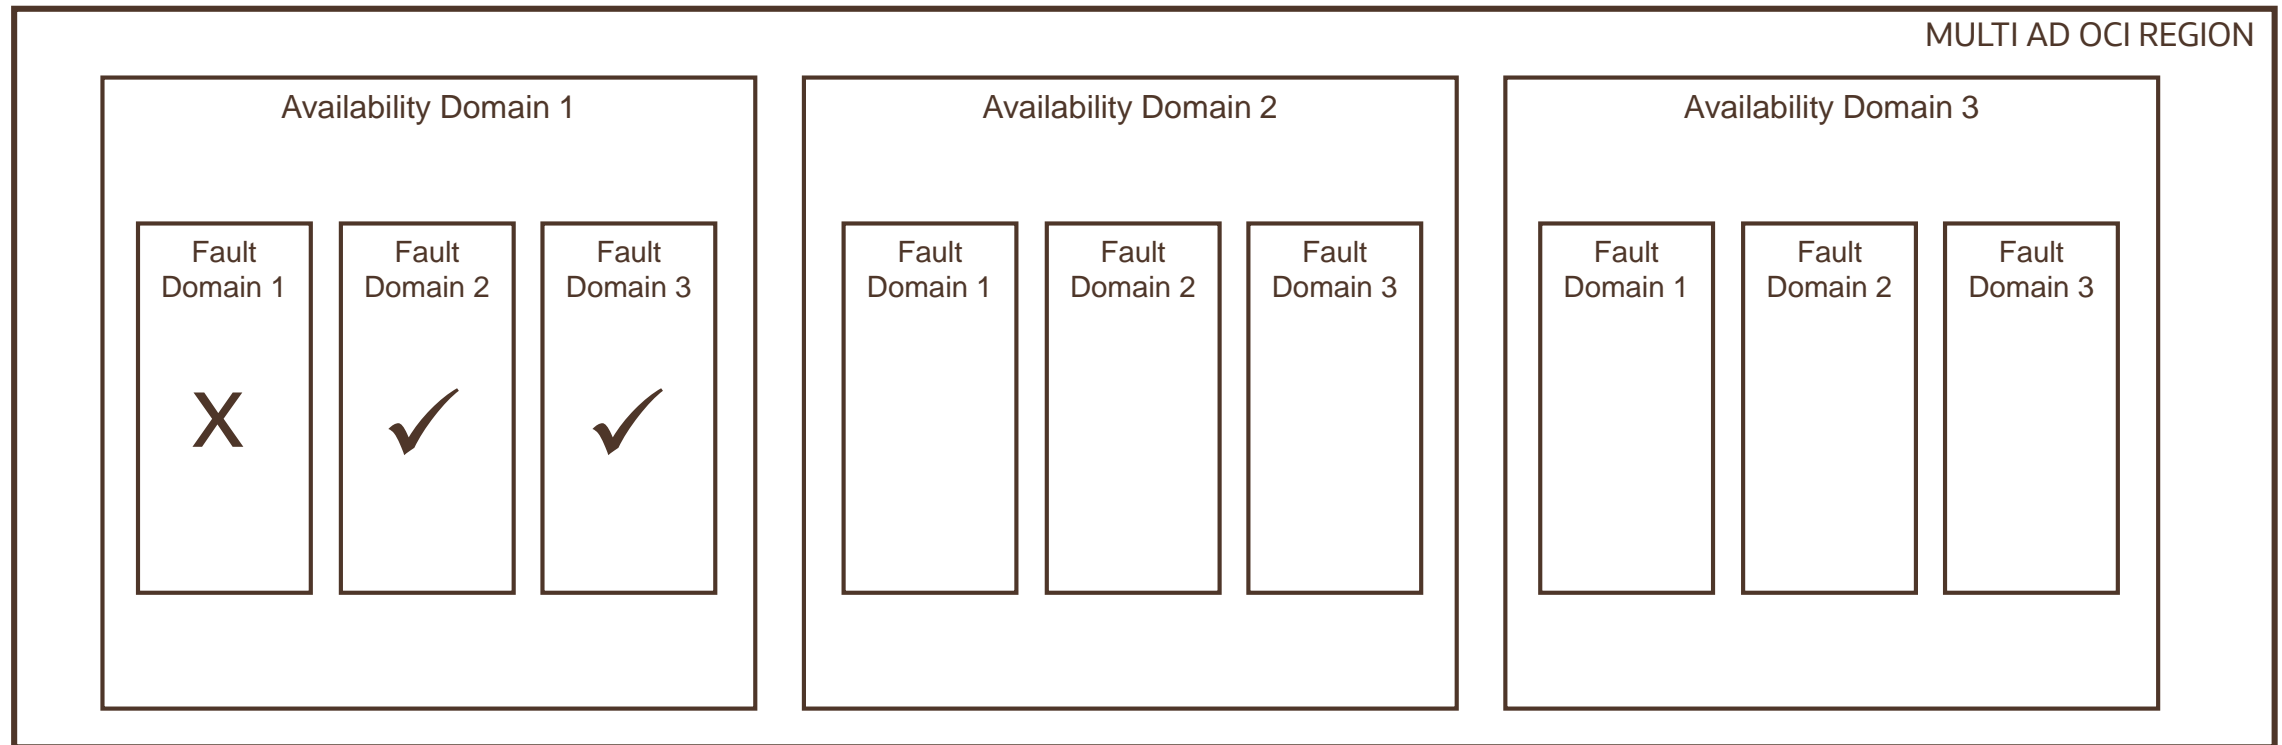 MULTI AD OCI REGION
Availability Domain 1
Fault
Domain 1
X
Fault
Domain 2
✓
Fault
Domain 3
✓
Availability Domain 2
Fault
Domain 1
Fault
Domain 2
Fault
Domain 3
Availability Domain 3
Fault
Domain 1
Fault
Domain 2
Fault
Domain 3